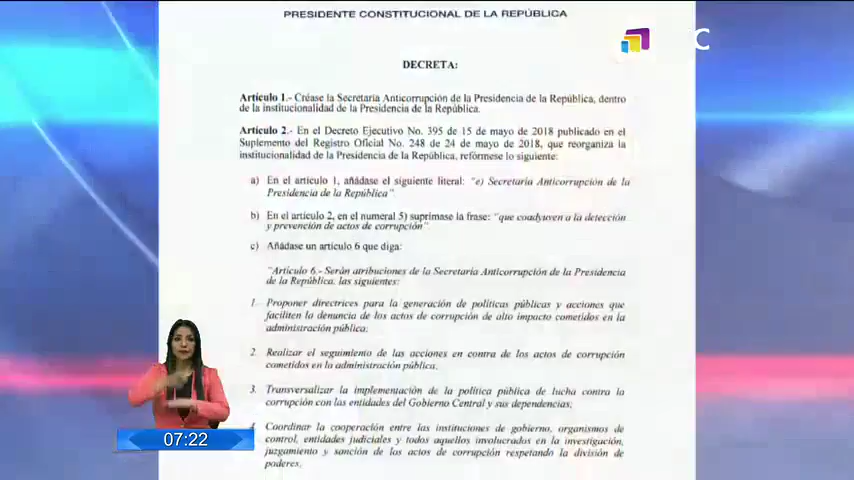 PRESIDENTE CONSTITUCIONAL DE LA REPÚBLICA
C
DECRETA:
Artículo 1.- Créase la Secretaría Anticorrupción de la Presidencia de la República, dentro
de la institucionalidad de la Presidencia de la República.
Artículo 2.- En el Decreto Ejecutivo No. 395 de 15 de mayo de 2018 publicado en el
Suplemento del Registro Oficial No. 248 de 24 de mayo de 2018, que reorganiza la
institucionalidad de la Presidencia de la República, refórmese lo siguiente:
a) En el artículo 1, añádase el siguiente literal: "e) Secretaría Anticorrupción de la
Presidencia de la República".
b) En el artículo 2, en el numeral 5) suprímase la frase: "que coadyuven a la detección
y prevención de actos de corrupción".
c) Añádase un artículo 6 que diga:
"Artículo 6.- Serán atribuciones de la Secretaría Anticorrupción de la Presidencia
de la República, las siguientes:
1. Proponer directrices para la generación de políticas públicas y acciones que
faciliten la denuncia de los actos de corrupción de alto impacto cometidos en la
administración pública;
2. Realizar el seguimiento de las acciones en contra de los actos de corrupción
cometidos en la administración pública;
3. Transversalizar la implementación de la política pública de lucha contra la
corrupción con las entidades del Gobierno Central y sus dependencias;
4. Coordinar la cooperación entre las instituciones de gobierno, organismos de
control, entidades judiciales y todos aquellos involucrados en la investigación,
juzgamiento y sanción de los actos de corrupción respetando la división de
poderes.
07:22